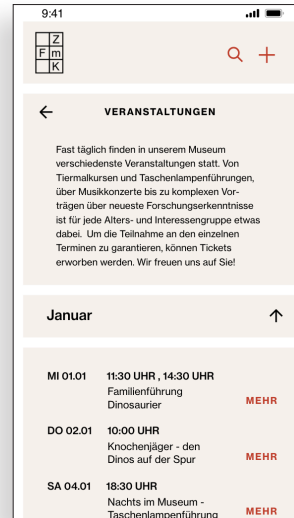 9:41
Z
F m
K
VERANSTALTUNGEN
Fast täglich finden in unserem Museum
verschiedenste Veranstaltungen statt. Von
Tiermalkursen und Taschenlampenführungen,
über Musikkonzerte bis zu komplexen Vor-
trägen über neueste Forschungserkenntnisse
ist für jede Alters- und Interessengruppe etwas
dabei. Um die Teilnahme an den einzelnen
Terminen zu garantieren, können Tickets
erworben werden. Wir freuen uns auf Sie!
Januar
MI 01.01 11:30 UHR , 14:30 UHR
Familienführung
Dinosaurier MEHR
DO 02.01 10:00 UHR
Knochenjäger - den
Dinos auf der Spur MEHR
SA 04.01 18:30 UHR
Nachts im Museum -
Taschenlampenführung MEHR